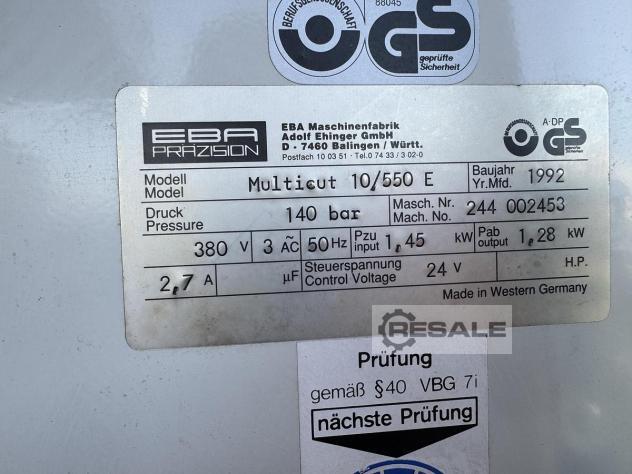 BERUFSGENOSSENSCHAFT
88045
GS
geprüfte
Sicherheit
EBA
PRÄZISION
EBA Maschinenfabrik
Adolf Ehinger GmbH
D - 7460 Balingen / Württ.
Postfach 10 03 51 · Tel. 0 74 33 / 3 02-0
A-DP
GS
Modell
Model
Multicut 10/550 E
Baujahr
Yr.Mfd.
1992
Druck
Pressure
140 bar
Masch. Nr.
Mach. No.
244 002453
380 V
3 AC
50 Hz
Pzu
input
1,45 kW
Pab
output
1,28 kW
2,7 A
µF
Steuerspannung
Control Voltage
24 V
H.P.
Made in Western Germany
RESALE
Prüfung
gemäß §40 VBG 7i
nächste Prüfung